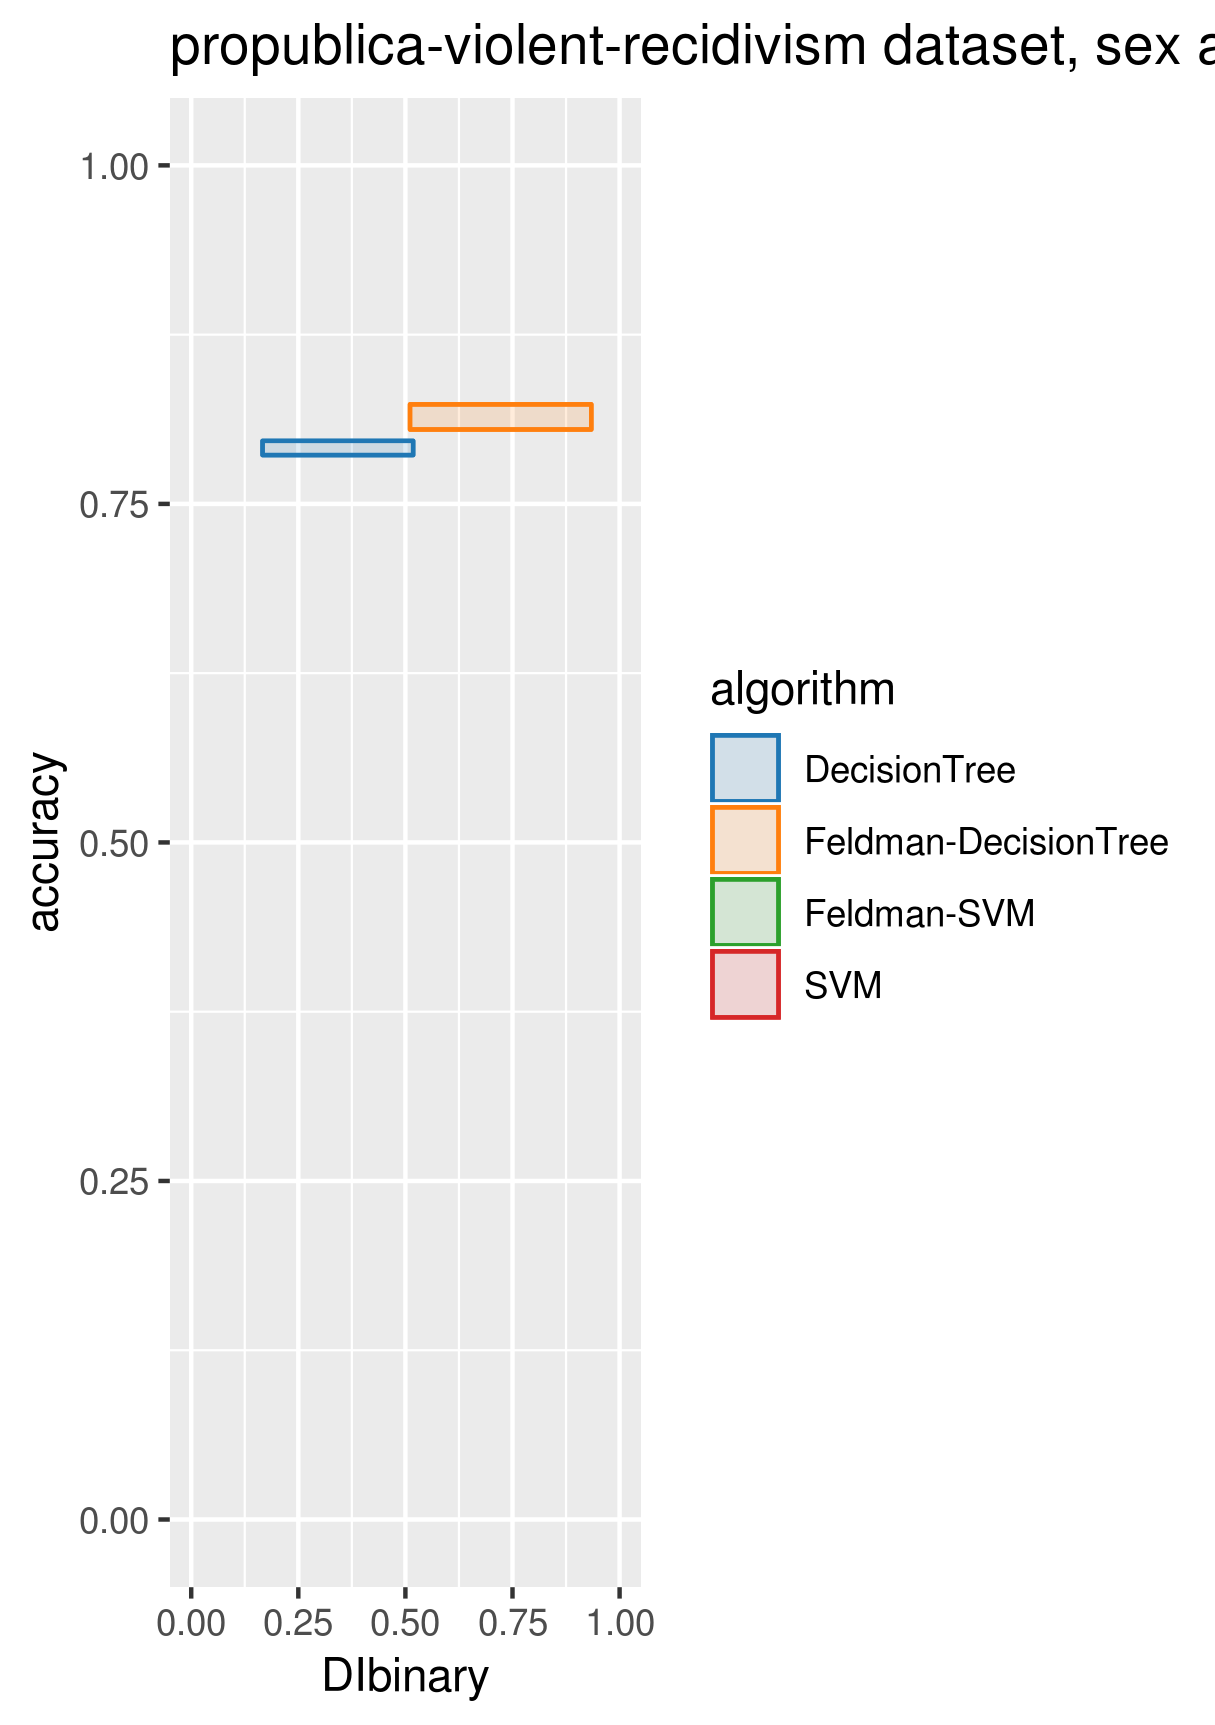 propublica-violent-recidivism dataset, sex
1.00
0.75
0.50
0.25
0.00
accuracy
0.00 0.25 0.50 0.75 1.00
DIbinary
algorithm
DecisionTree
Feldman-DecisionTree
Feldman-SVM
SVM